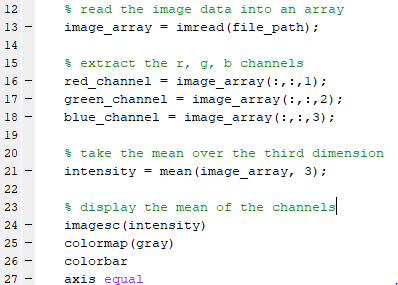 12 % read the image data into an array
13 – image_array = imread(file_path);
14
15 % extract the r, g, b channels
16 – red_channel = image_array(:,:,1);
17 – green_channel = image_array(:,:,2);
18 – blue_channel = image_array(:,:,3);
19
20 % take the mean over the third dimension
21 – intensity = mean(image_array, 3);
22
23 % display the mean of the channels
24 – imagesc(intensity)
25 – colormap(gray)
26 – colorbar
27 – axis equal